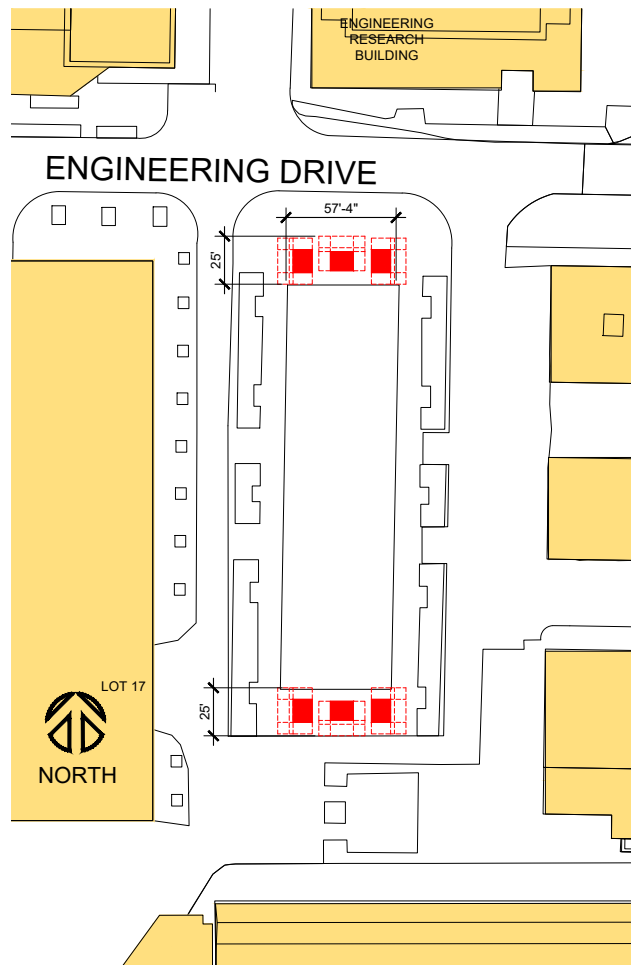 ENGINEERING
RESEARCH
BUILDING
ENGINEERING DRIVE
57'-4"
25'
LOT 17
25'
NORTH